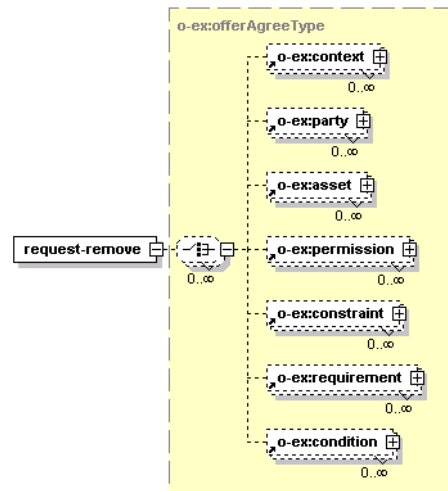 o-ex:offerAgreeType
o-ex:context
0..∞
o-ex:party
0..∞
o-ex:asset
0..∞
request-remove
0..∞
o-ex:permission
0..∞
o-ex:constraint
0..∞
o-ex:requirement
0..∞
o-ex:condition
0..∞